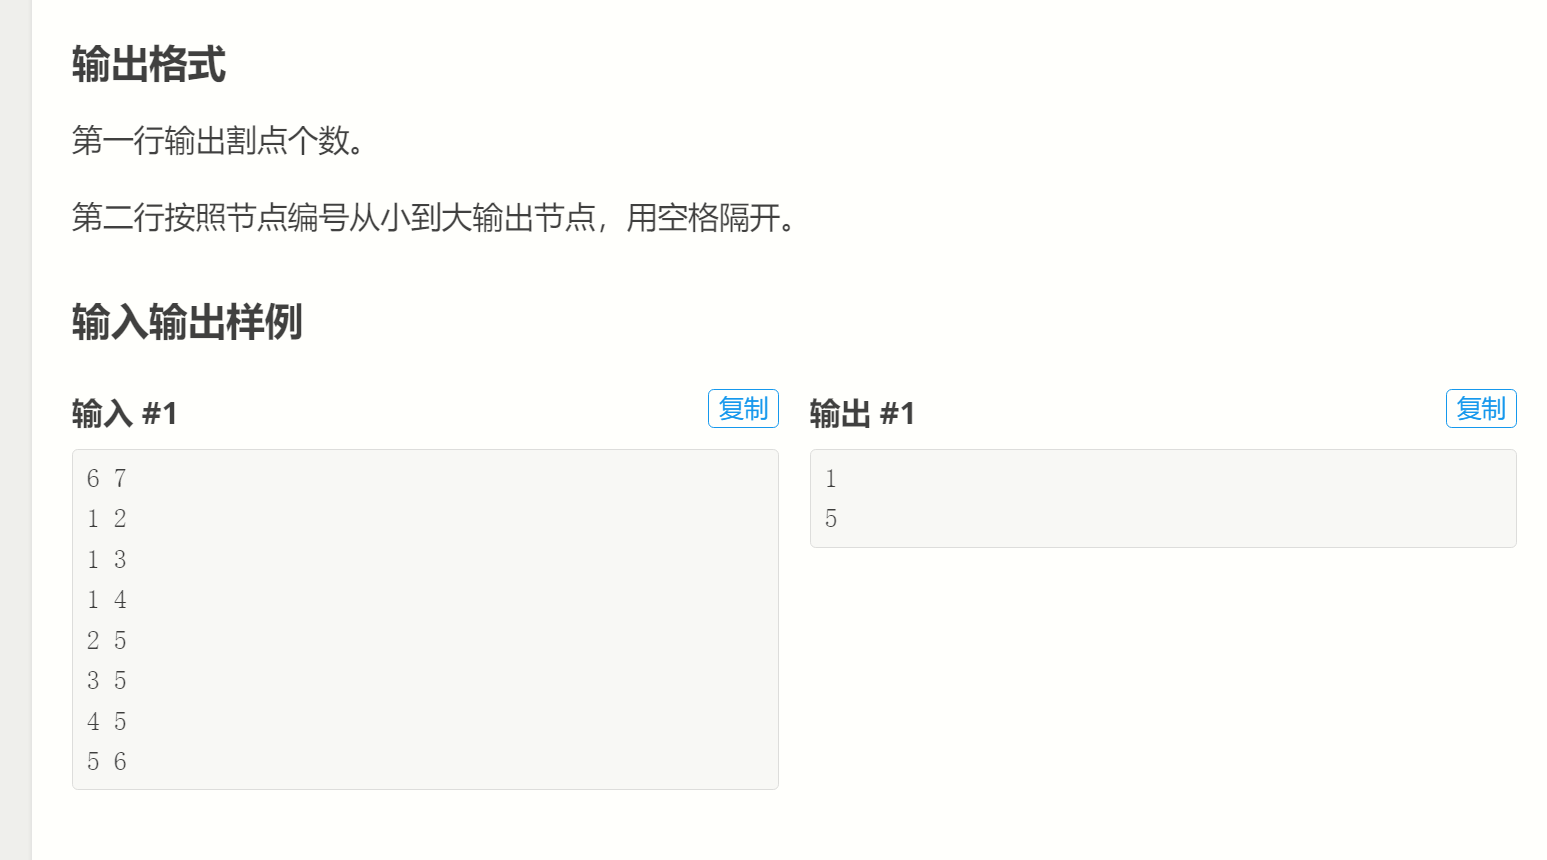 输出格式
第一行输出割点个数。
第二行按照节点编号从小到大输出节点，用空格隔开。
输入输出样例
输入 #1
复制
6 7
1 2
1 3
1 4
2 5
3 5
4 5
5 6
输出 #1
复制
1
5